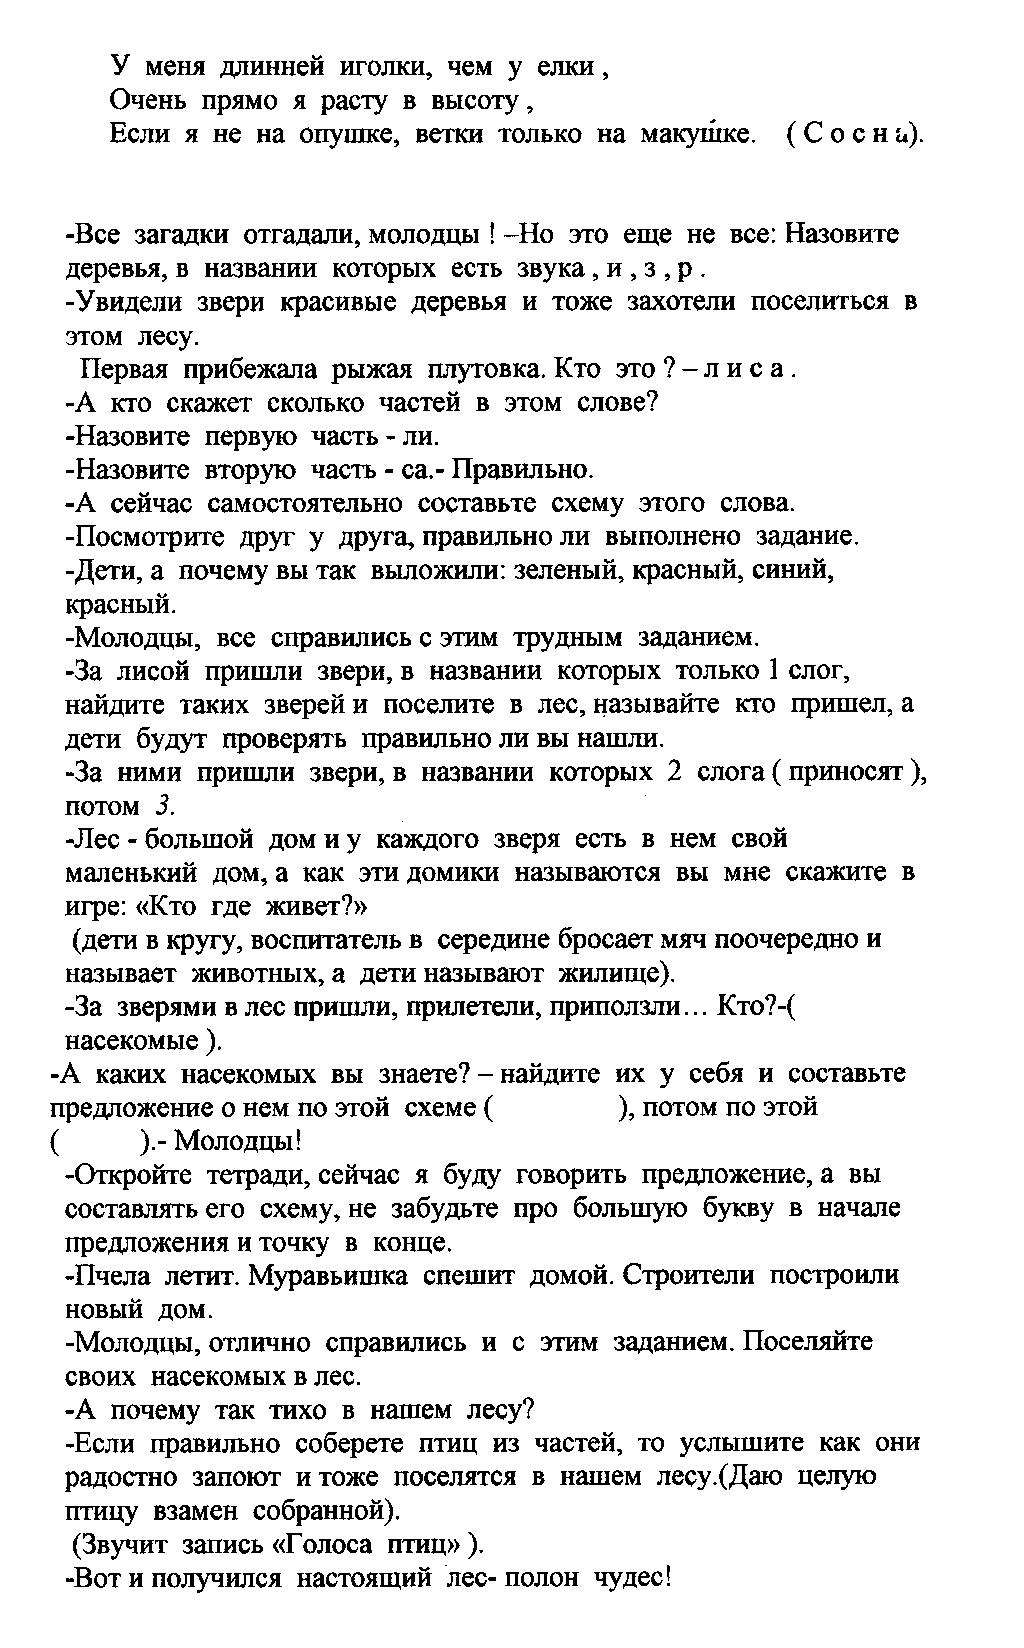 У меня длинней иголки, чем у елки ,
Очень прямо я расту в высоту ,
Если я не на опушке, ветки только на макушке. ( С о с н а).
-Все загадки отгадали, молодцы ! –Но это еще не все: Назовите
деревья, в названии которых есть звука , и , з , р .
-Увидели звери красивые деревья и тоже захотели поселиться в
этом лесу.
Первая прибежала рыжая плутовка. Кто это ? – л и с а .
-А кто скажет сколько частей в этом слове?
-Назовите первую часть - ли.
-Назовите вторую часть - са.- Правильно.
-А сейчас самостоятельно составьте схему этого слова.
-Посмотрите друг у друга, правильно ли выполнено задание.
-Дети, а почему вы так выложили: зеленый, красный, синий,
красный.
-Молодцы, все справились с этим трудным заданием.
-За лисой пришли звери, в названии которых только 1 слог,
найдите таких зверей и поселите в лес, называйте кто пришел, а
дети будут проверять правильно ли вы нашли.
-За ними пришли звери, в названии которых 2 слога ( приносят ),
потом 3.
-Лес - большой дом и у каждого зверя есть в нем свой
маленький дом, а как эти домики называются вы мне скажите в
игре: «Кто где живет?»
(дети в кругу, воспитатель в середине бросает мяч поочередно и
называет животных, а дети называют жилище).
-За зверями в лес пришли, прилетели, приползли… Кто?-(
насекомые ).
-А каких насекомых вы знаете? – найдите их у себя и составьте
предложение о нем по этой схеме ( ), потом по этой
( ).- Молодцы!
-Откройте тетради, сейчас я буду говорить предложение, а вы
составлять его схему, не забудьте про большую букву в начале
предложения и точку в конце.
-Пчела летит. Муравьишка спешит домой. Строители построили
новый дом.
-Молодцы, отлично справились и с этим заданием. Поселяйте
своих насекомых в лес.
-А почему так тихо в нашем лесу?
-Если правильно соберете птиц из частей, то услышите как они
радостно запоют и тоже поселятся в нашем лесу.(Даю целую
птицу взамен собранной).
(Звучит запись «Голоса птиц» ).
-Вот и получился настоящий лес- полон чудес!